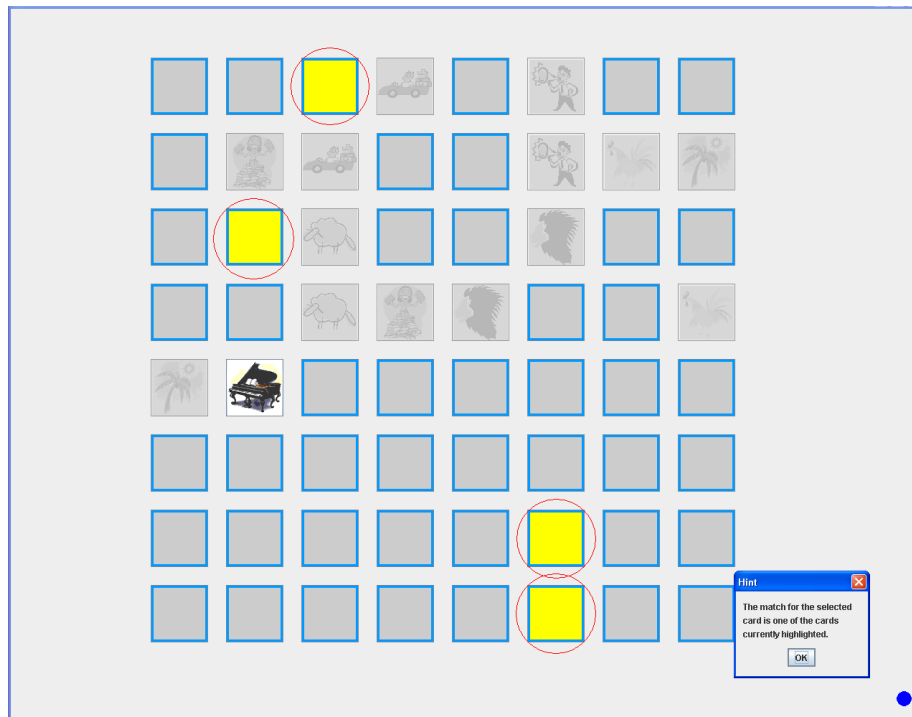 Hint
The match for the selected
card is one of the cards
currently highlighted.
OK